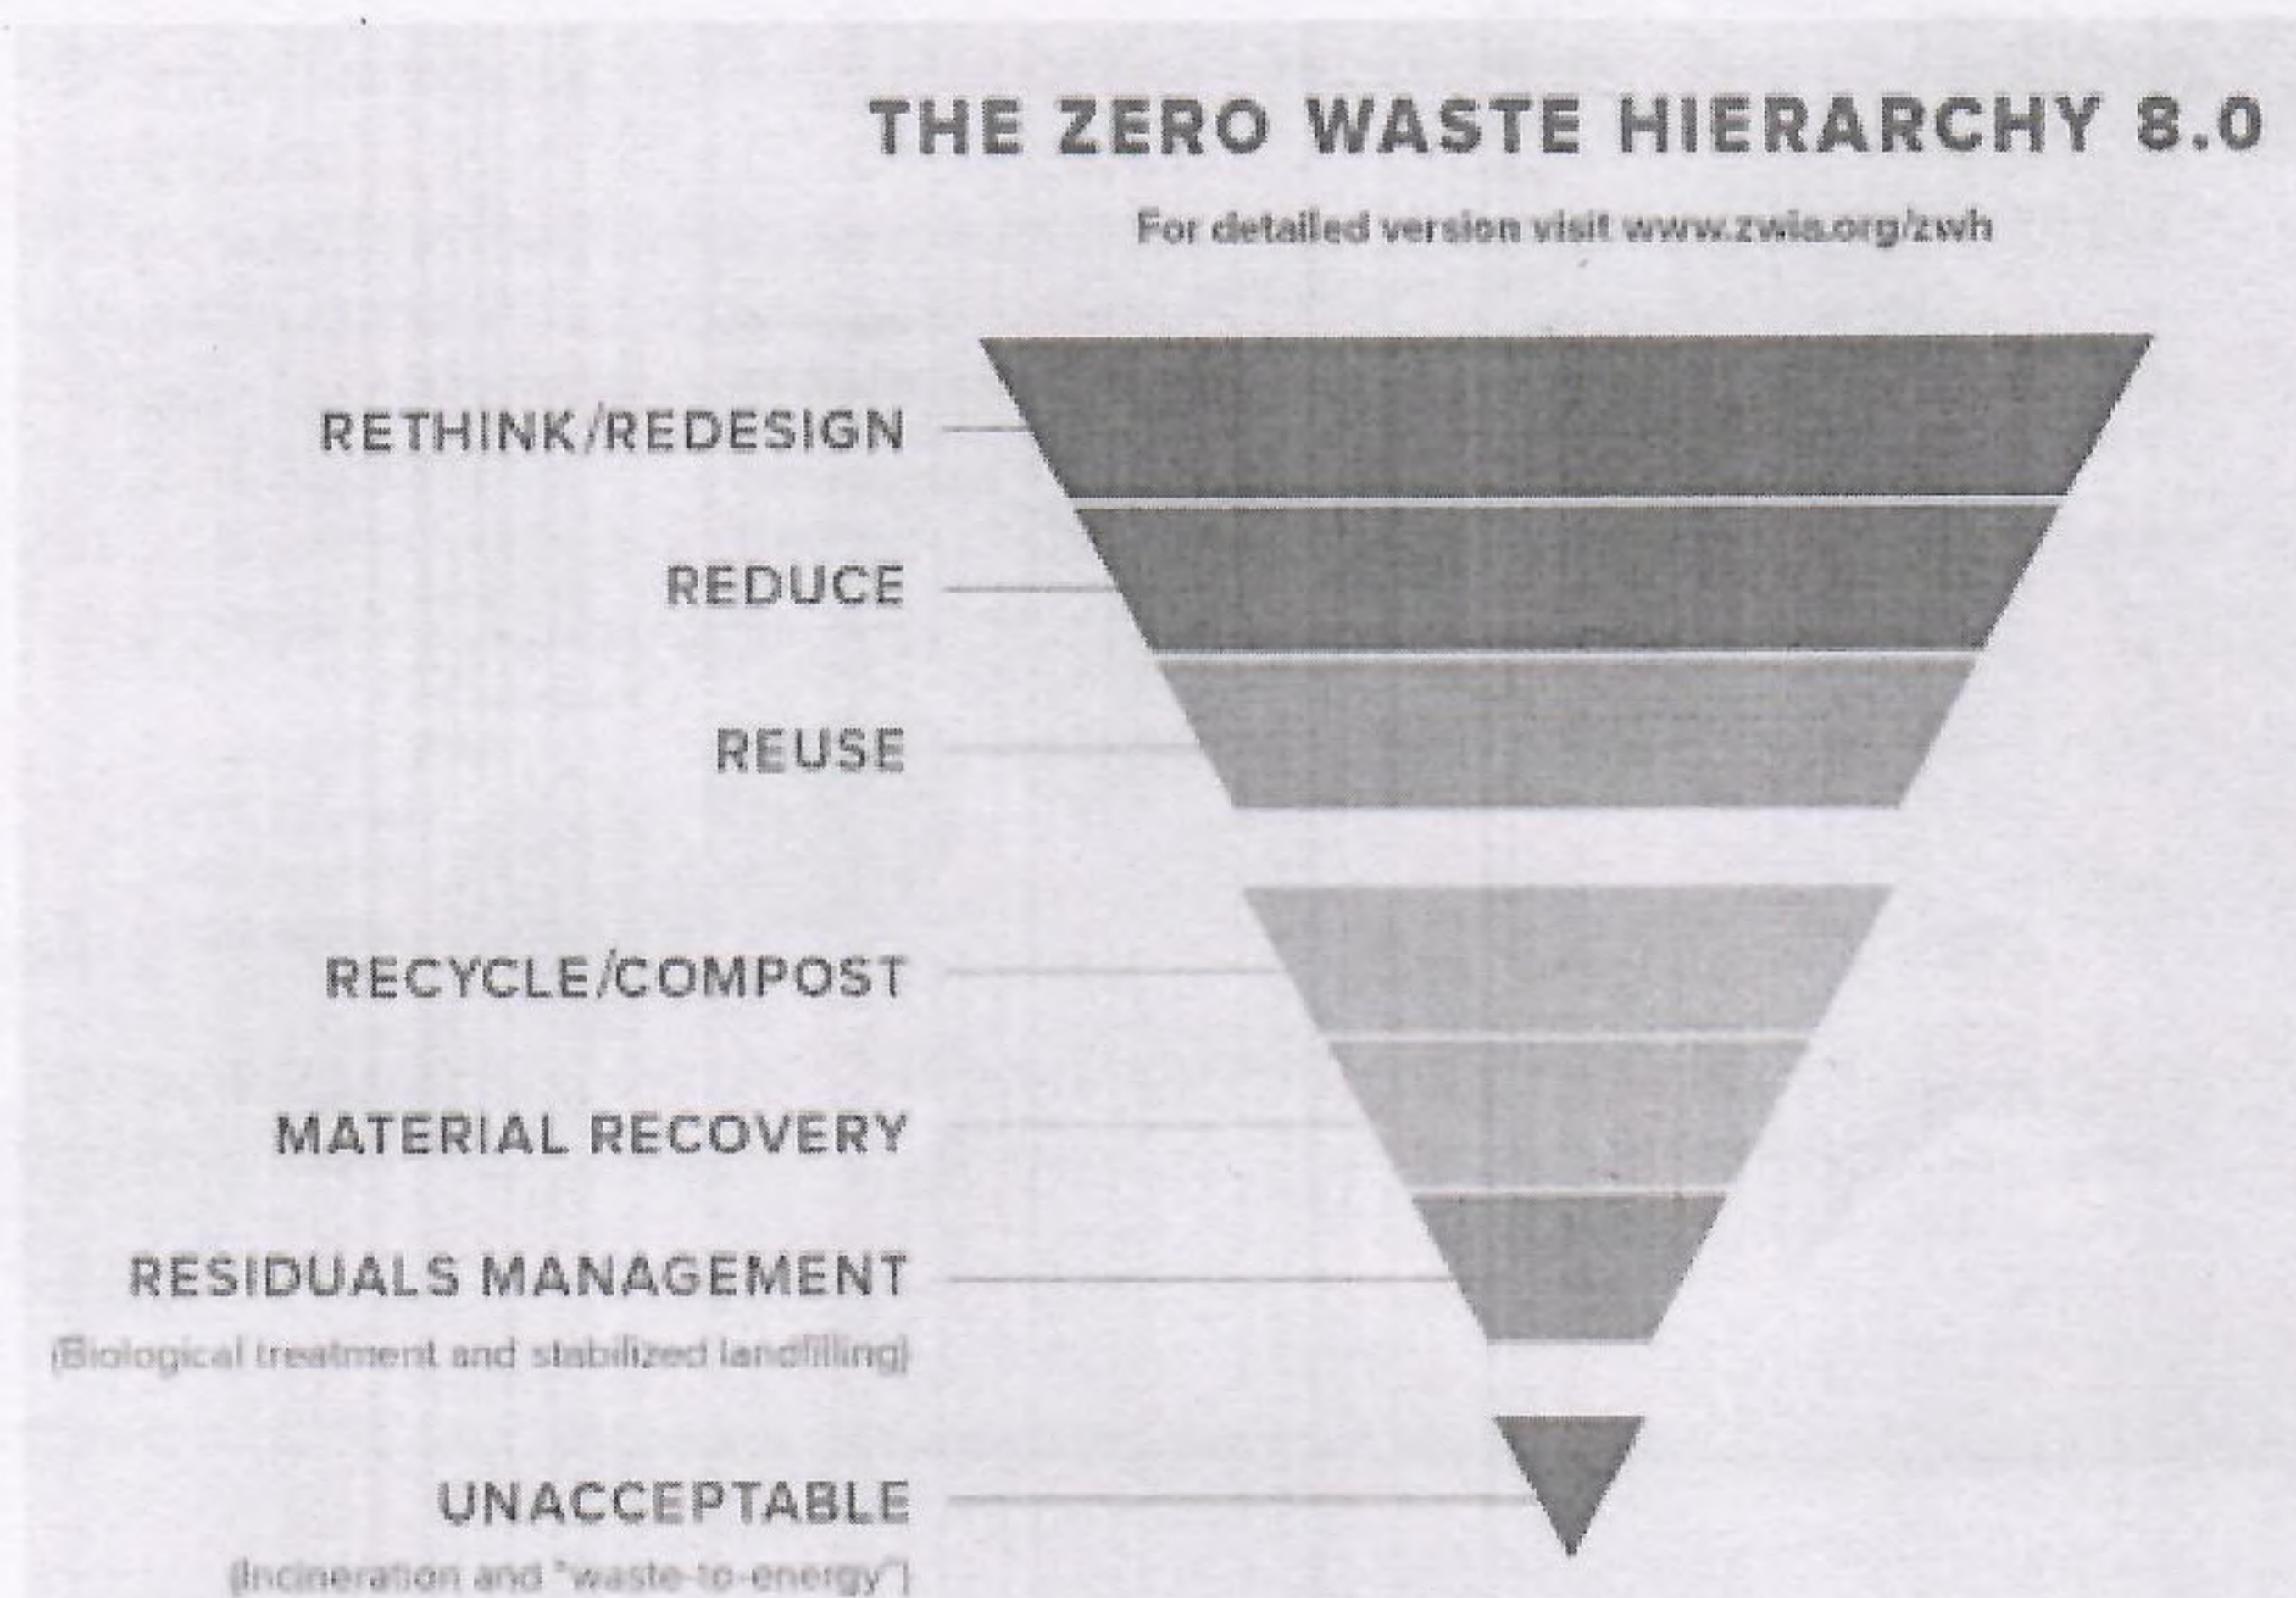 THE ZERO WASTE HIERARCHY 8.0
For detailed version visit www.zwia.org/zwh
RETHINK/REDESIGN
REDUCE
REUSE
RECYCLE/COMPOST
MATERIAL RECOVERY
RESIDUALS MANAGEMENT
(Biological treatment and stabilized landfilling)
UNACCEPTABLE
(Incineration and "waste-to-energy")